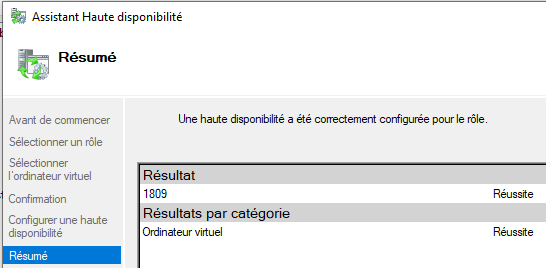 Assistant Haute disponibilité
Résumé
Avant de commencer
Sélectionner un rôle
Sélectionner
l'ordinateur virtuel
Confirmation
Configurer une haute
disponibilité
Résumé
Une haute disponibilité a été correctement configurée pour le rôle.
Résultat
1809 Réussite
Résultats par catégorie
Ordinateur virtuel Réussite